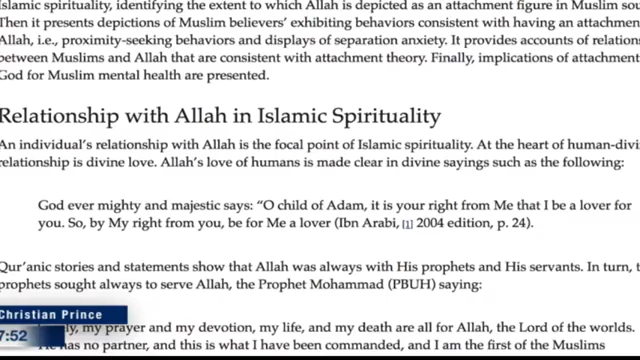 Islamic spirituality, identifying the extent to which Allah is depicted as an attachment figure in Muslim
Then it presents depictions of Muslim believers' exhibiting behaviors consistent with having an
Allah, i.e., proximity-seeking behaviors and displays of separation anxiety. It provides accounts of
between Muslims and Allah that are consistent with attachment theory. Finally, implications of attachment
God for Muslim mental health are presented.
Relationship with Allah in Islamic Spirituality
An individual's relationship with Allah is the focal point of Islamic spirituality. At the heart of
relationship is divine love. Allah's love of humans is made clear in divine sayings such as the following:
God ever mighty and majestic says: "O child of Adam, it is your right from Me that I be a lover for
you. So, by My right from you, be for Me a lover (Ibn Arabi, [1] 2004 edition, p. 24).
Qur'anic stories and statements show that Allah was always with His prophets and His servants. In turn,
prophets sought always to serve Allah, the Prophet Mohammad (PBUH) saying:
my prayer and my devotion, my life, and my death are all for Allah, the Lord of the worlds.
has no partner, and this is what I have been commanded, and I am the first of the Muslims
Christian Prince
7:52